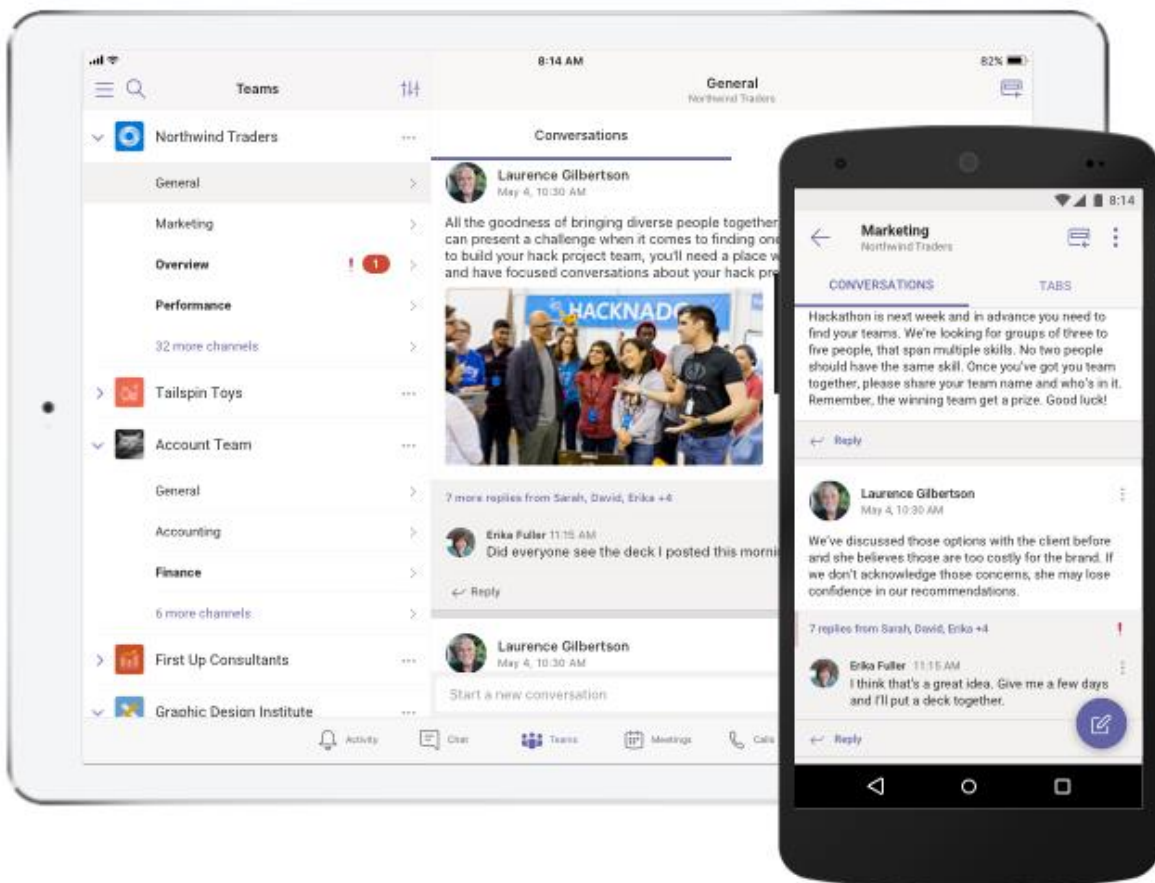 8:14 AM
82%
Teams
General
Northwind Traders
Northwind Traders
...
General
Marketing
Overview
! 1
Performance
32 more channels
Tailspin Toys
...
Account Team
...
General
Accounting
Finance
6 more channels
First Up Consultants
...
Graphic Design Institute
...
Conversations
Laurence Gilbertson
May 4, 10:30 AM
All the goodness of bringing diverse people together
can present a challenge when it comes to finding one
to build your hack project team, you'll need a place w
and have focused conversations about your hack pro
HACKNADO
7 more replies from Sarah, David, Erika +4
Erika Fuller 11:15 AM
Did everyone see the deck I posted this morni
Reply
Laurence Gilbertson
May 4, 10:30 AM
Start a new conversation
Activity
Chat
Teams
Meetings
Calls
8:14
Marketing
Northwind Traders
CONVERSATIONS
TABS
Hackathon is next week and in advance you need to
find your teams. We're looking for groups of three to
five people, that span multiple skills. No two people
should have the same skill. Once you've got you team
together, please share your team name and who's in it.
Remember, the winning team get a prize. Good luck!
Reply
Laurence Gilbertson
May 4, 10:30 AM
We've discussed those options with the client before
and she believes those are too costly for the brand. If
we don't acknowledge those concerns, she may lose
confidence in our recommendations.
7 replies from Sarah, David, Erika +4
!
Erika Fuller 11:15 AM
I think that's a great idea. Give me a few days
and I'll put a deck together.
Reply